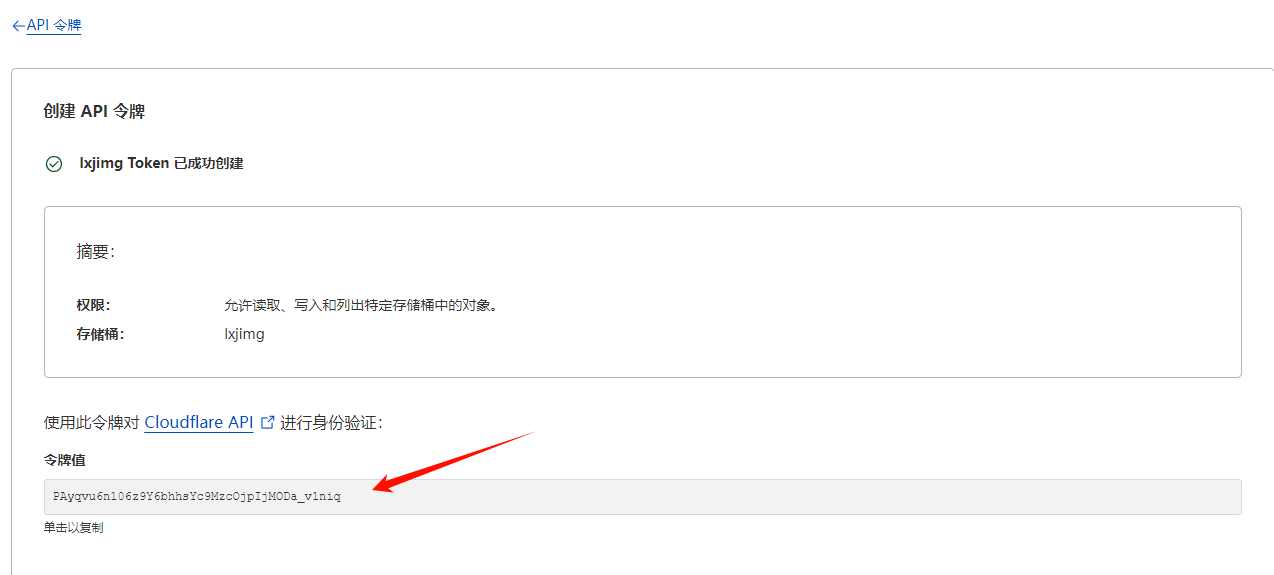 ←API 令牌
创建 API 令牌
lxjimg Token 已成功创建
摘要：
权限： 允许读取、写入和列出特定存储桶中的对象。
存储桶： lxjimg
使用此令牌对 Cloudflare API 进行身份验证：
令牌值
PAyqvu6n106z9Y6bhhsYc9MzcOjpIjMODa_v1niq
单击以复制